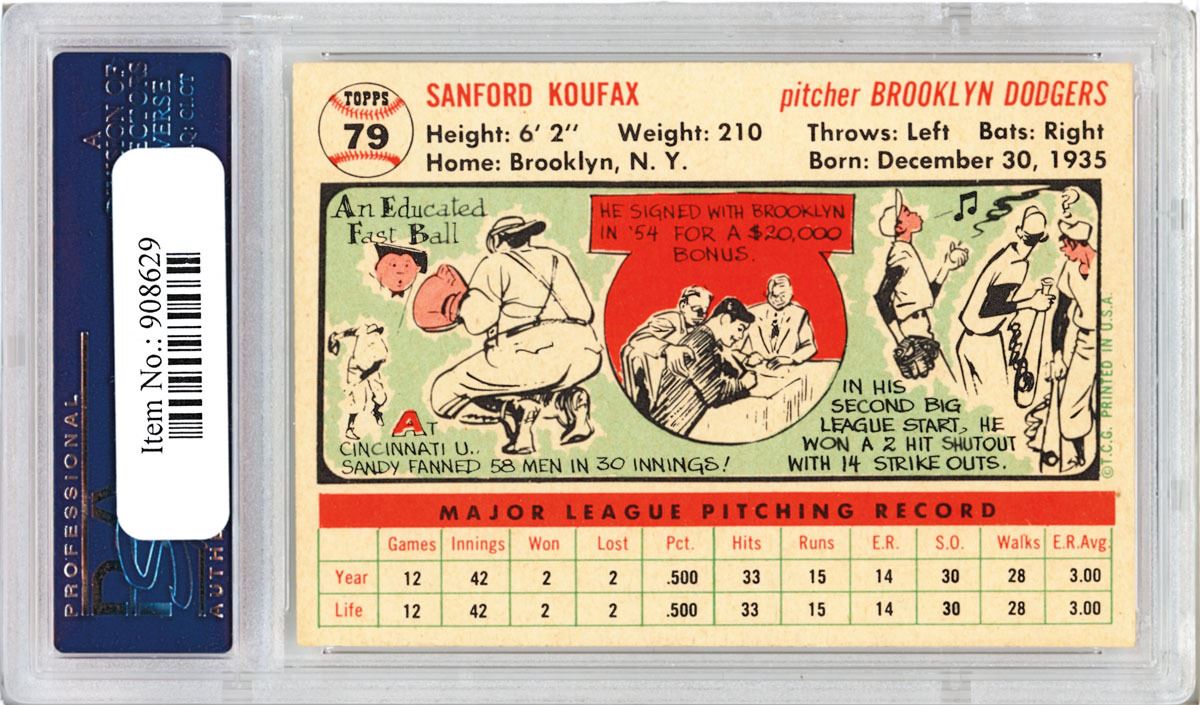 TOPPS
79
SANFORD KOUFAX
pitcher BROOKLYN DODGERS
Height: 6' 2" Weight: 210 Throws: Left Bats: Right
Home: Brooklyn, N. Y. Born: December 30, 1935
An Educated
Fast Ball
AT
CINCINNATI U..
SANDY FANNED 58 MEN IN 30 INNINGS!
HE SIGNED WITH BROOKLYN
IN '54 FOR A $20,000
BONUS.
?
IN HIS
SECOND BIG
LEAGUE START, HE
WON A 2 HIT SHUTOUT
WITH 14 STRIKE OUTS.
© T.C.G. PRINTED IN U.S.A.
MAJOR LEAGUE PITCHING RECORD
Games Innings Won Lost Pct. Hits Runs E.R. S.O. Walks E.R.Avg.
Year 12 42 2 2 .500 33 15 14 30 28 3.00
Life 12 42 2 2 .500 33 15 14 30 28 3.00
Item No.: 908629
PROFESSIONAL
PSA
A
DIVISION OF